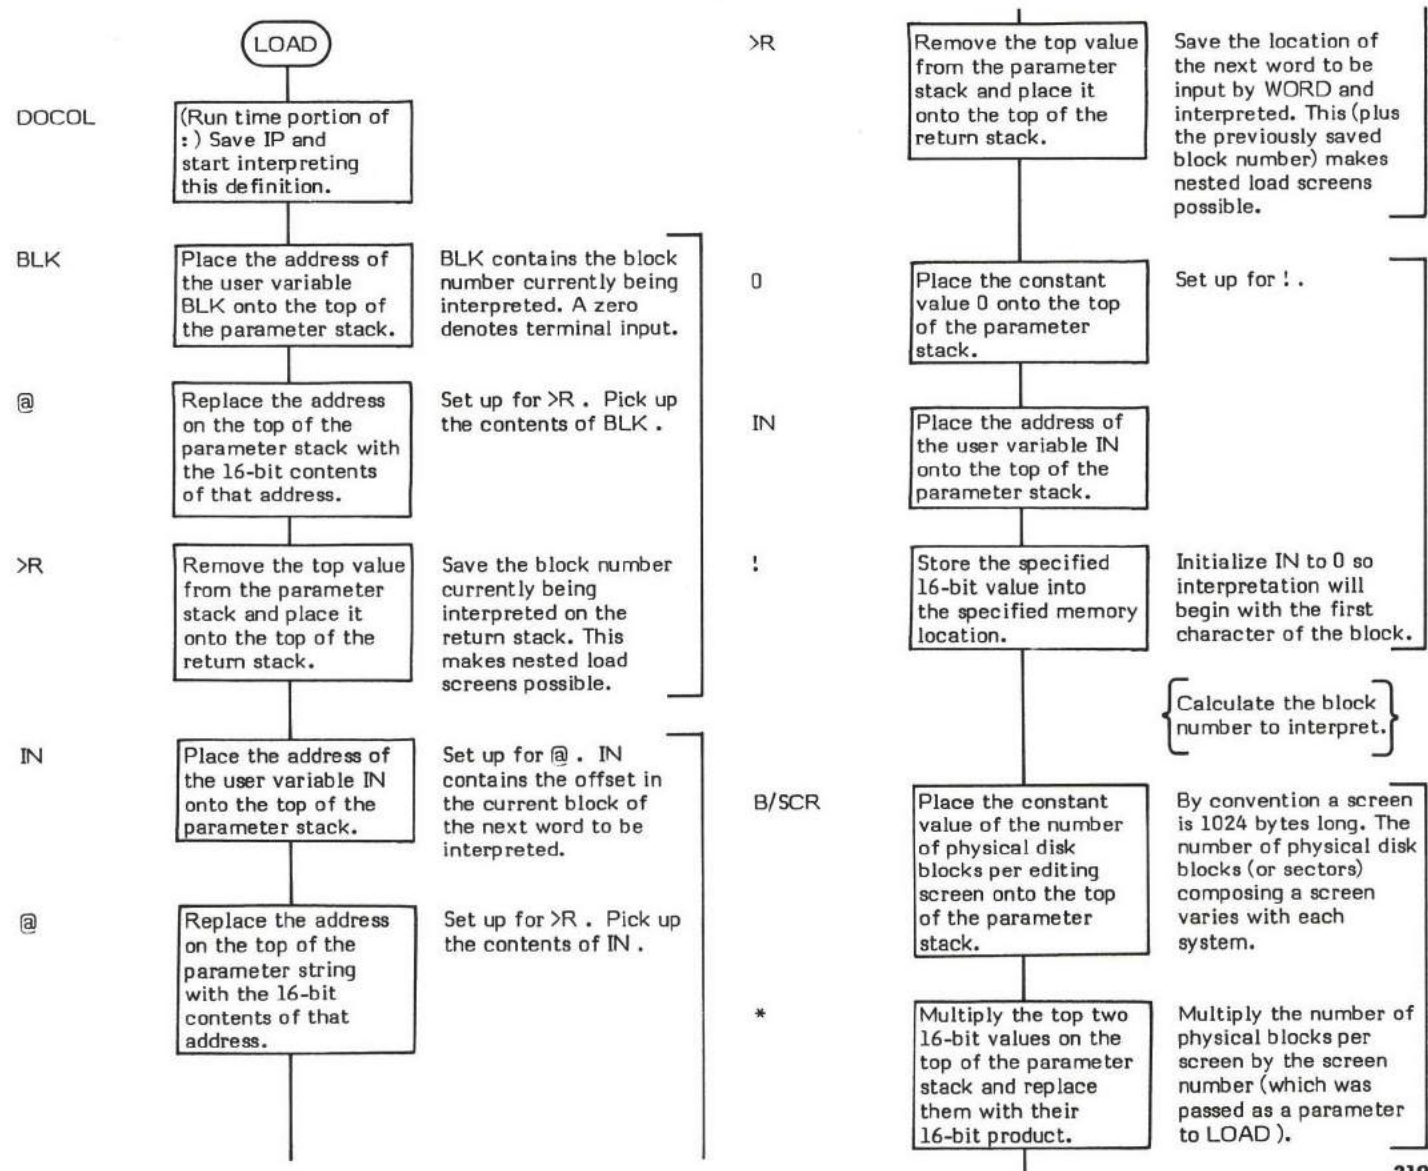 LOAD
DOCOL
(Run time portion of
: ) Save IP and
start interpreting
this definition.
BLK
Place the address of
the user variable
BLK onto the top of
the parameter stack.
BLK contains the block
number currently being
interpreted. A zero
denotes terminal input.
@
Replace the address
on the top of the
parameter stack with
the 16-bit contents
of that address.
Set up for >R . Pick up
the contents of BLK .
>R
Remove the top value
from the parameter
stack and place it
onto the top of the
return stack.
Save the block number
currently being
interpreted on the
return stack. This
makes nested load
screens possible.
IN
Place the address of
the user variable IN
onto the top of the
parameter stack.
Set up for @ . IN
contains the offset in
the current block of
the next word to be
interpreted.
@
Replace the address
on the top of the
parameter string
with the 16-bit
contents of that
address.
Set up for >R . Pick up
the contents of IN .
>R
Remove the top value
from the parameter
stack and place it
onto the top of the
return stack.
Save the location of
the next word to be
input by WORD and
interpreted. This (plus
the previously saved
block number) makes
nested load screens
possible.
0
Place the constant
value 0 onto the top
of the parameter
stack.
Set up for ! .
IN
Place the address of
the user variable IN
onto the top of the
parameter stack.
!
Store the specified
16-bit value into
the specified memory
location.
Initialize IN to 0 so
interpretation will
begin with the first
character of the block.
Calculate the block
number to interpret.
B/SCR
Place the constant
value of the number
of physical disk
blocks per editing
screen onto the top
of the parameter
stack.
By convention a screen
is 1024 bytes long. The
number of physical disk
blocks (or sectors)
composing a screen
varies with each
system.
*
Multiply the top two
16-bit values on the
top of the parameter
stack and replace
them with their
16-bit product.
Multiply the number of
physical blocks per
screen by the screen
number (which was
passed as a parameter
to LOAD ).